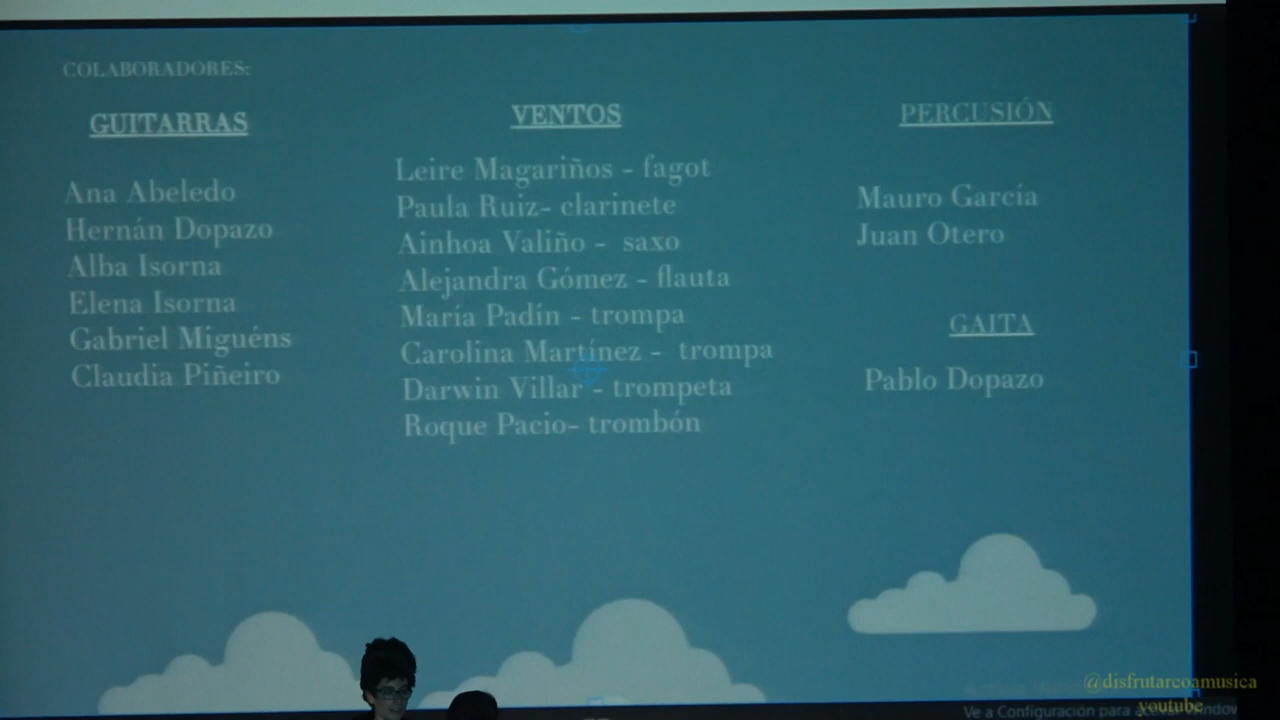 COLABORADORES:
GUITARRAS
Ana Abeledo
Hernán Dopazo
Alba Isorna
Elena Isorna
Gabriel Miguéns
Claudia Piñeiro
VENTOS
Leire Magariños - fagot
Paula Ruiz- clarinete
Ainhoa Valiño - saxo
Alejandra Gómez - flauta
María Padín - trompa
Carolina Martínez - trompa
Darwin Villar - trompeta
Roque Pacio- trombón
PERCUSIÓN
Mauro García
Juan Otero
GAITA
Pablo Dopazo
@disfrutarcoamusica
youtube
Ve a Configuración para